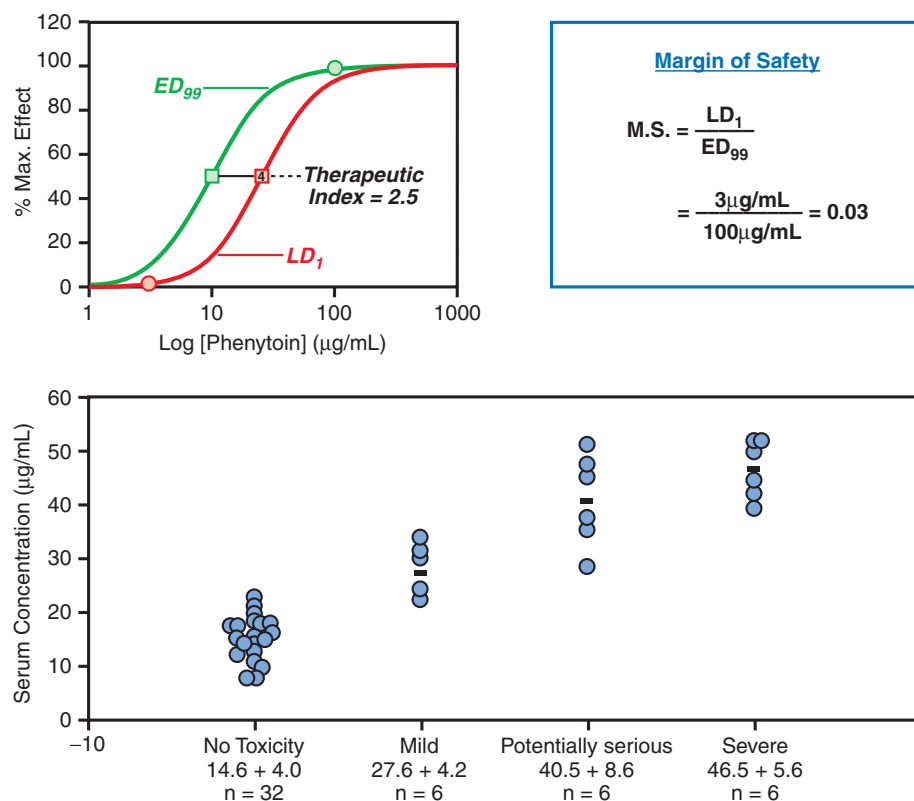 120
100
80
60
40
20
0
% Max. Effect
ED99
4
Therapeutic
Index = 2.5
LD1
1
10
100
1000
Log [Phenytoin] (μg/mL)
Margin of Safety
M.S. = LD1
ED99
= 3μg/mL = 0.03
100μg/mL
60
50
40
30
20
10
0
Serum Concentration (μg/mL)
–10
No Toxicity
14.6 + 4.0
n = 32
Mild
27.6 + 4.2
n = 6
Potentially serious
40.5 + 8.6
n = 6
Severe
46.5 + 5.6
n = 6